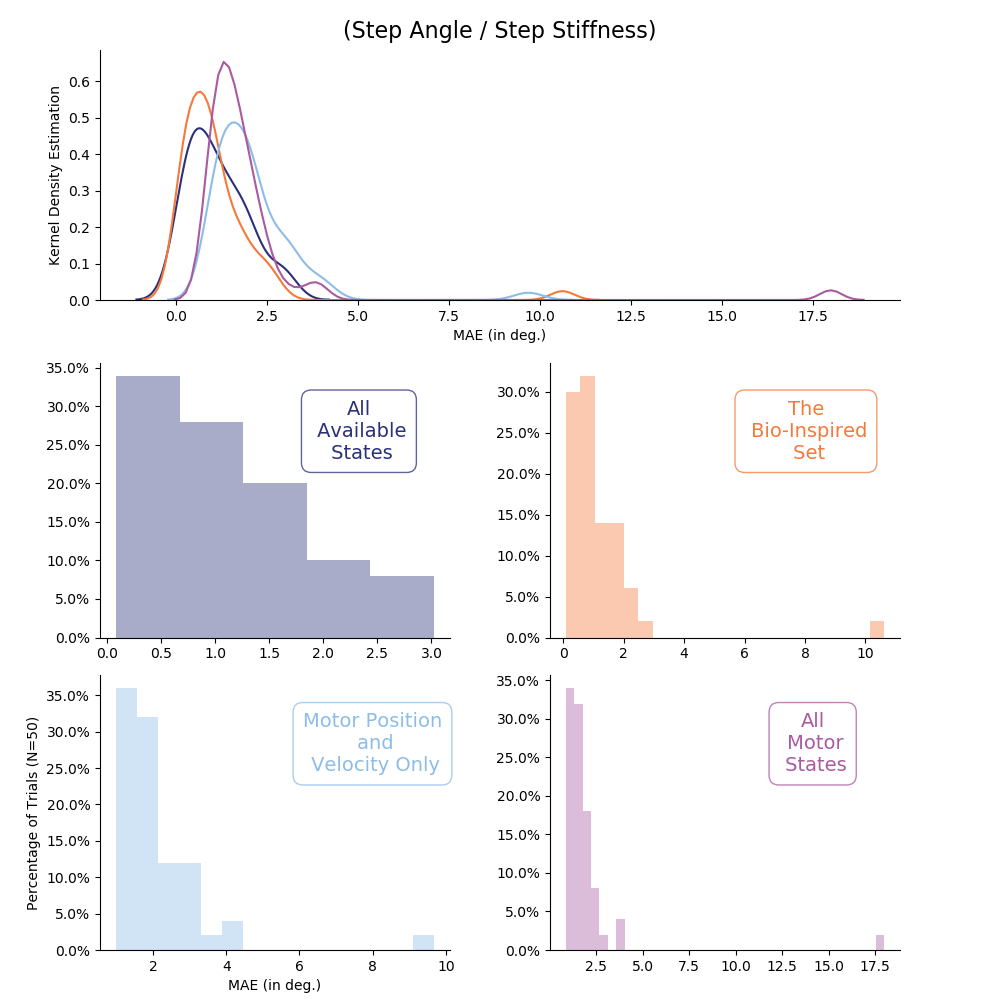 (Step Angle / Step Stiffness)
Kernel Density Estimation
0.6
0.5
0.4
0.3
0.2
0.1
0.0
0.0 2.5 5.0 7.5 10.0 12.5 15.0 17.5
MAE (in deg.)
35.0%
30.0%
25.0%
20.0%
15.0%
10.0%
5.0%
0.0%
0.0 0.5 1.0 1.5 2.0 2.5 3.0
All
Available
States
30.0%
25.0%
20.0%
15.0%
10.0%
5.0%
0.0%
0 2 4 6 8 10
The
Bio-Inspired
Set
Percentage of Trials (N=50)
35.0%
30.0%
25.0%
20.0%
15.0%
10.0%
5.0%
0.0%
2 4 6 8 10
MAE (in deg.)
Motor Position
and
Velocity Only
35.0%
30.0%
25.0%
20.0%
15.0%
10.0%
5.0%
0.0%
2.5 5.0 7.5 10.0 12.5 15.0 17.5
All
Motor
States